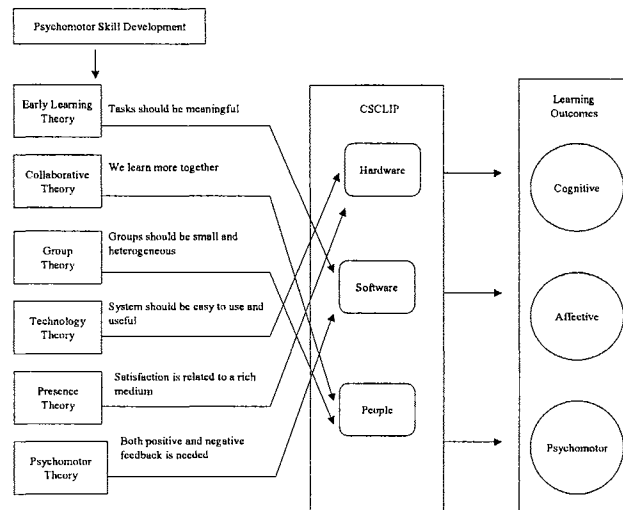 Psychomotor Skill Development
Early Learning
Theory
Tasks should be meaningful
Collaborative
Theory
We learn more together
Group
Theory
Groups should be small and
heterogeneous
Technology
Theory
System should be easy to use and
useful
Presence
Theory
Satisfaction is related to a rich
medium
Psychomotor
Theory
Both positive and negative
feedback is needed
CSCLIP
Hardware
Software
People
Learning
Outcomes
Cognitive
Affective
Psychomotor